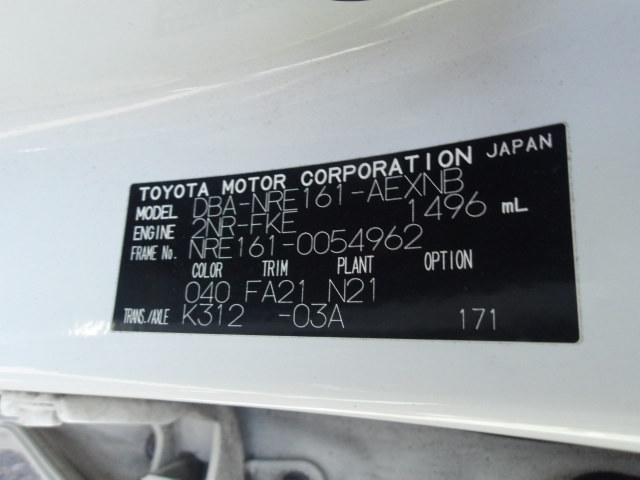 TOYOTA MOTOR CORPORATION JAPAN
MODEL DBA-NRE161-AEXNB
ENGINE 2NR-FKE 1496 mL
FRAME No. NRE161-0054962
COLOR TRIM PLANT OPTION
040 FA21 N21
TRANS./AXLE K312 -03A 171